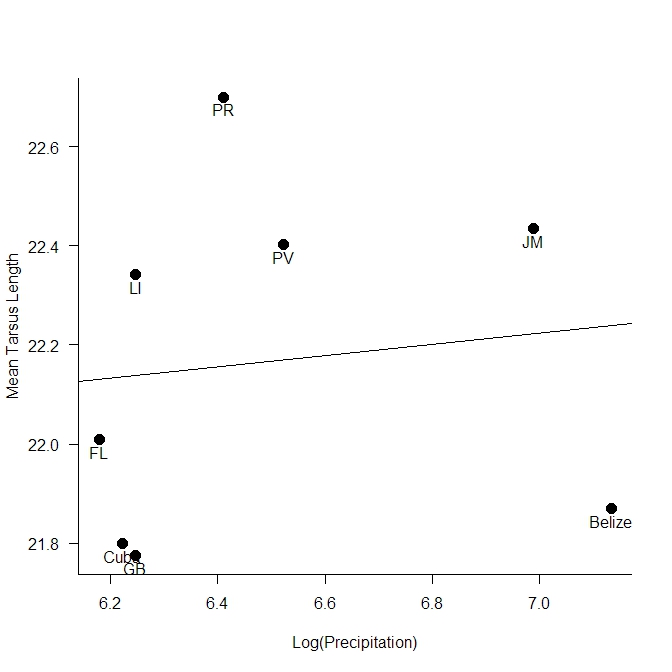 PR
22.6
22.4
JM
PV
LI
22.2
Mean Tarsus Length
22.0
FL
Belize
21.8
Cuba
GB
6.2 6.4 6.6 6.8 7.0
Log(Precipitation)